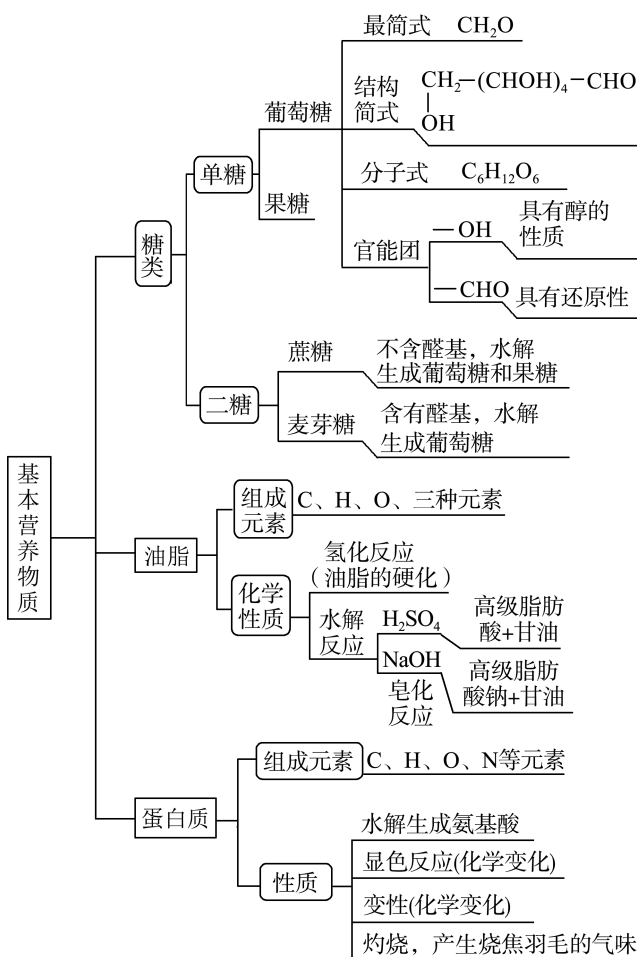 基本营养物质
糖类
单糖
葡萄糖
最简式 CH₂O
结构
简式
CH₂—(CHOH)₄—CHO
OH
分子式 C₆H₁₂O₆
官能团
—OH
具有醇的
性质
—CHO
具有还原性
果糖
二糖
蔗糖
不含醛基，水解
生成葡萄糖和果糖
麦芽糖
含有醛基，水解
生成葡萄糖
油脂
组成
元素
C、H、O、三种元素
化学
性质
氢化反应
（油脂的硬化）
水解
反应
H₂SO₄
高级脂肪
酸+甘油
NaOH
皂化
反应
高级脂肪
酸钠+甘油
蛋白质
组成元素
C、H、O、N等元素
性质
水解生成氨基酸
显色反应(化学变化)
变性(化学变化)
灼烧，产生烧焦羽毛的气味